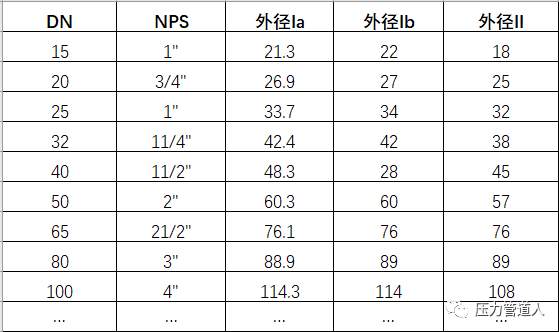 DN NPS 外径Ia 外径Ib 外径II
15 1" 21.3 22 18
20 3/4" 26.9 27 25
25 1" 33.7 34 32
32 11/4" 42.4 42 38
40 11/2" 48.3 28 45
50 2" 60.3 60 57
65 21/2" 76.1 76 76
80 3" 88.9 89 89
100 4" 114.3 114 108
... ... ... ... ...
压力管道人